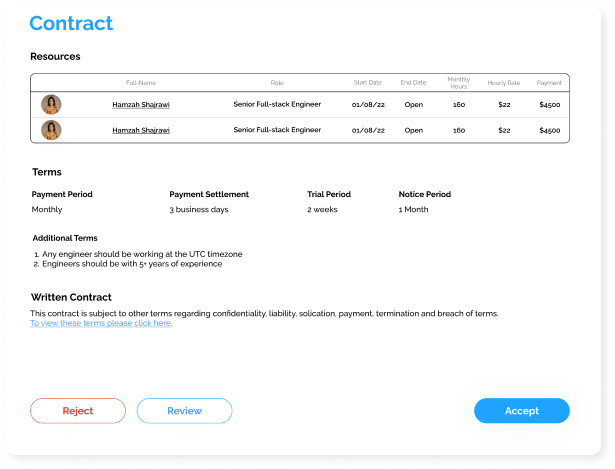 Contract
Resources
Full-Name Role Start Date End Date Monthly Hours Hourly Rate Payment
Hamzah Shajrawi Senior Full-stack Engineer 01/08/22 Open 160 $22 $4500
Hamzah Shajrawi Senior Full-stack Engineer 01/08/22 Open 160 $22 $4500
Terms
Payment Period Payment Settlement Trial Period Notice Period
Monthly 3 business days 2 weeks 1 Month
Additional Terms
1. Any engineer should be working at the UTC timezone
2. Engineers should be with 5+ years of experience
Written Contract
This contract is subject to other terms regarding confidentiality, liability, solication, payment, termination and breach of terms.
To view these terms please click here.
Reject Review Accept